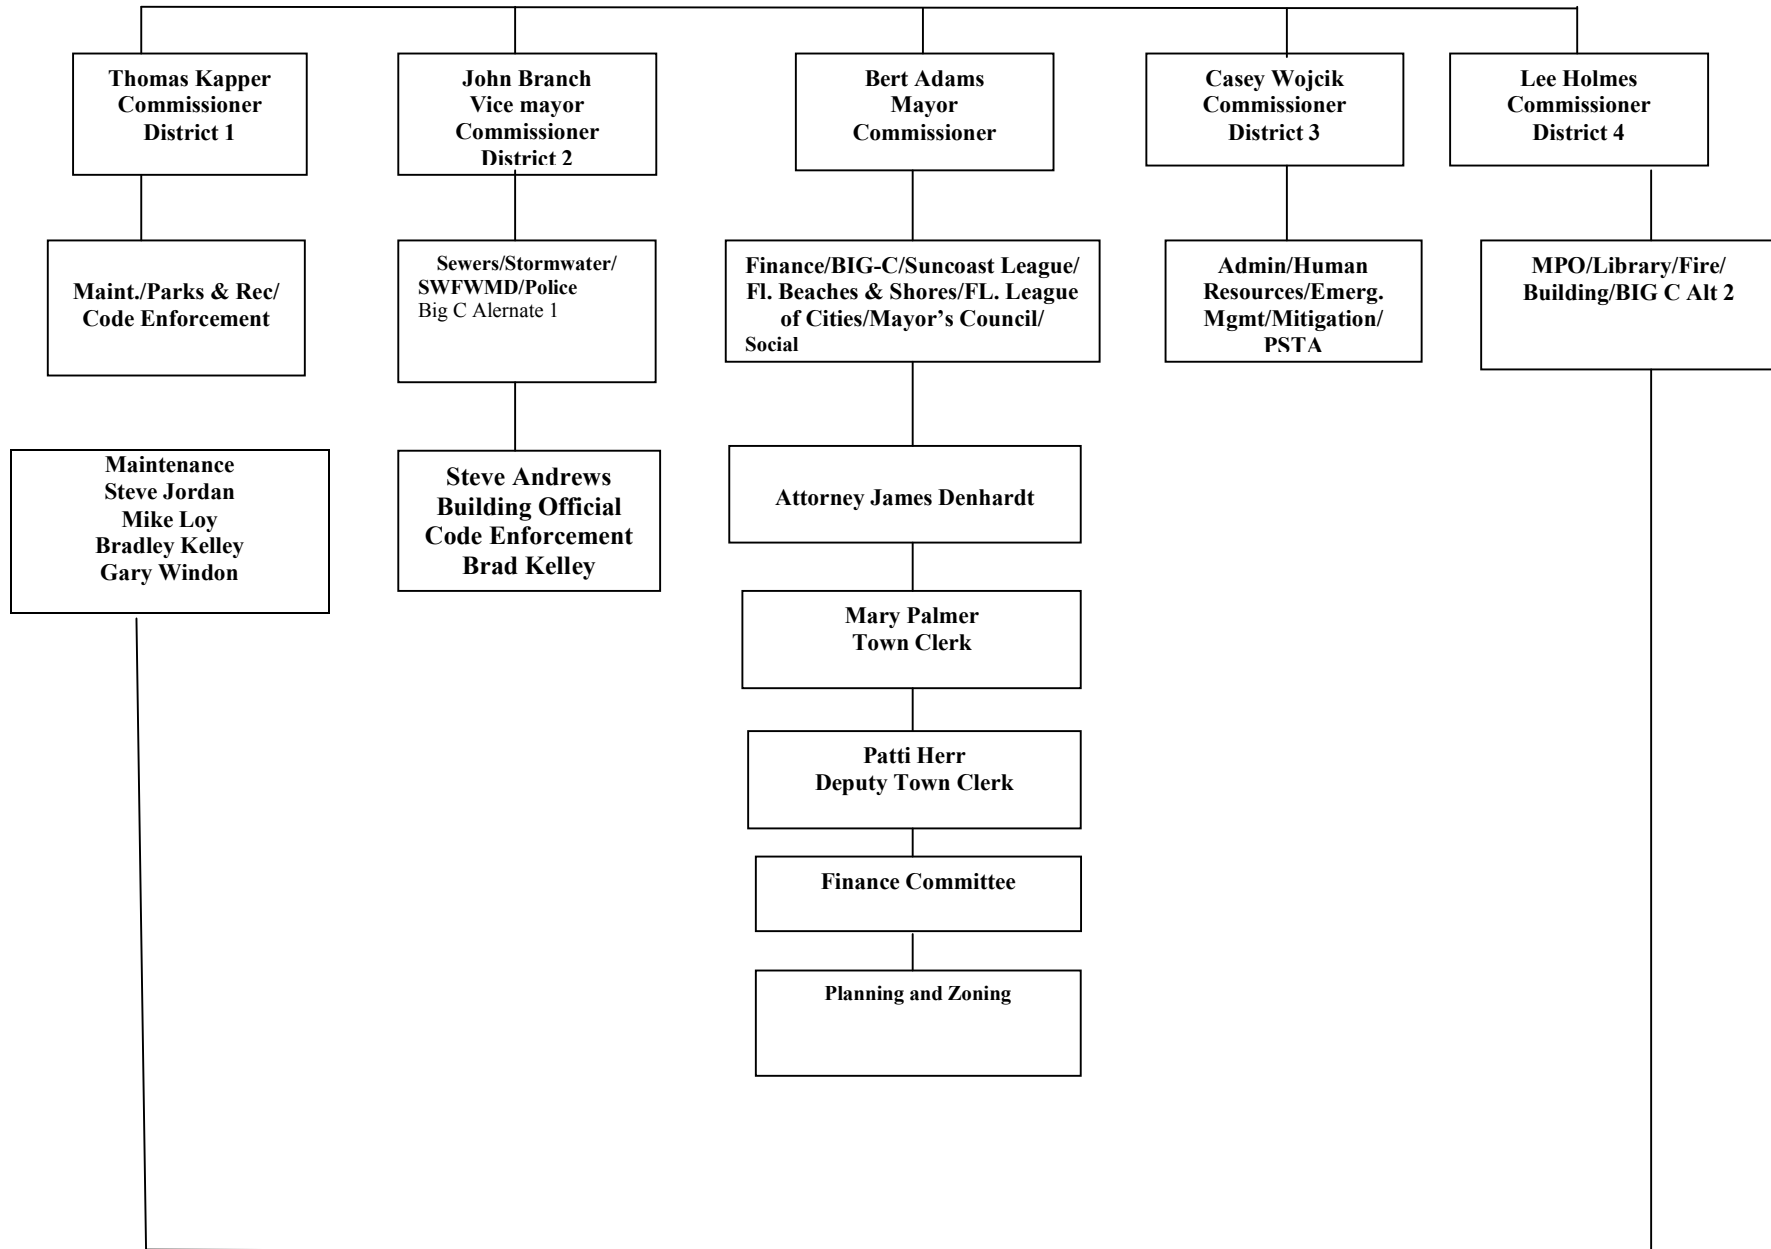 Thomas Kapper
Commissioner
District 1
John Branch
Vice mayor
Commissioner
District 2
Bert Adams
Mayor
Commissioner
Casey Wojcik
Commissioner
District 3
Lee Holmes
Commissioner
District 4
Maint./Parks & Rec/
Code Enforcement
Sewers/Stormwater/
SWFWMD/Police
Big C Alernate 1
Finance/BIG-C/Suncoast League/
Fl. Beaches & Shores/FL. League
of Cities/Mayor’s Council/
Social
Admin/Human
Resources/Emerg.
Mgmt/Mitigation/
PSTA
MPO/Library/Fire/
Building/BIG C Alt 2
Maintenance
Steve Jordan
Mike Loy
Bradley Kelley
Gary Windon
Steve Andrews
Building Official
Code Enforcement
Brad Kelley
Attorney James Denhardt
Mary Palmer
Town Clerk
Patti Herr
Deputy Town Clerk
Finance Committee
Planning and Zoning